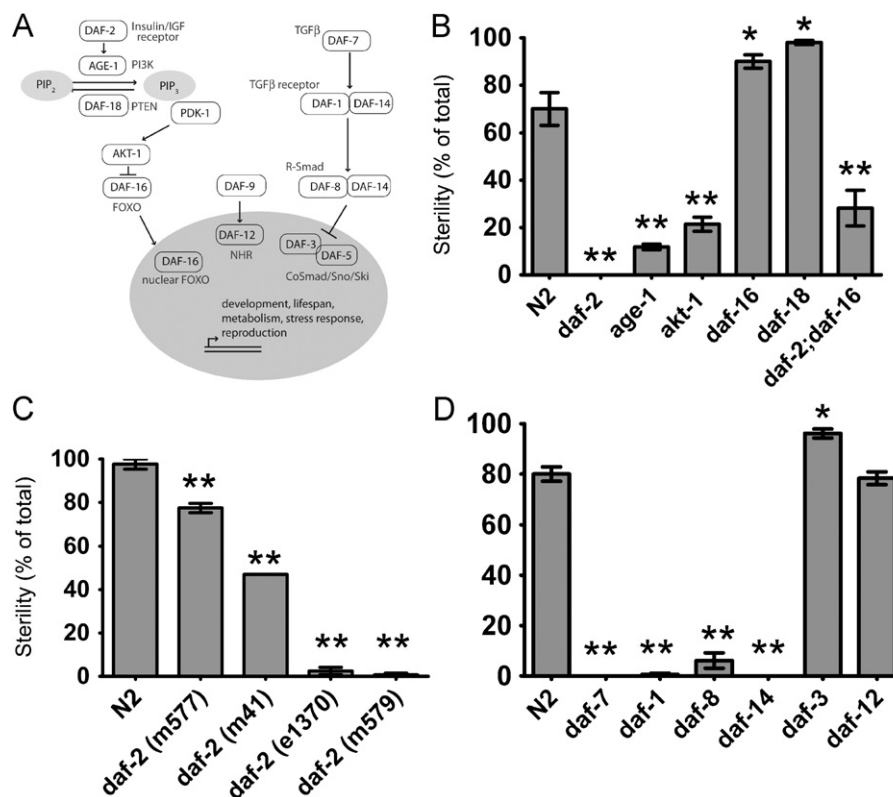 A
DAF-2
Insulin/IGF
receptor
AGE-1
PI3K
PIP2
PIP3
DAF-18
PTEN
PDK-1
AKT-1
DAF-16
FOXO
DAF-9
DAF-16
nuclear FOXO
DAF-12
NHR
TGFβ
DAF-7
TGFβ receptor
DAF-1
DAF-14
R-Smad
DAF-8
DAF-14
DAF-3
DAF-5
CoSmad/Sno/Ski
development, lifespan,
metabolism, stress response,
reproduction
B
Sterility (% of total)
100
80
60
40
20
0
** ** ** * * **
N2
daf-2
age-1
akt-1
daf-16
daf-18
daf-2;daf-16
C
Sterility (% of total)
100
80
60
40
20
0
** ** ** **
N2
daf-2 (m577)
daf-2 (m41)
daf-2 (e1370)
daf-2 (m579)
D
100
80
60
40
20
0
** ** ** ** *
N2
daf-7
daf-1
daf-8
daf-14
daf-3
daf-12